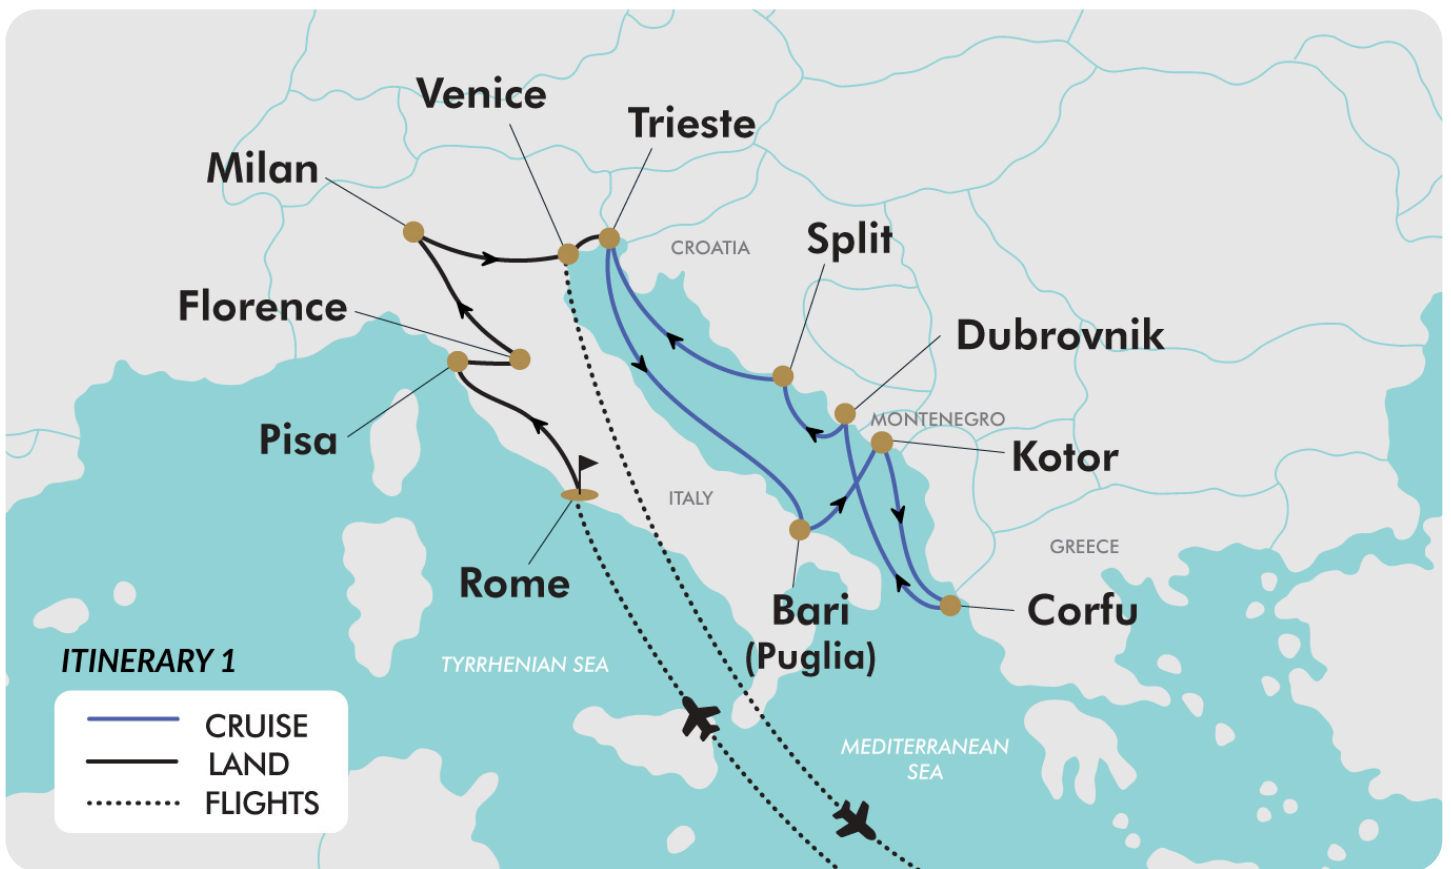 Venice
Trieste
Milan
Split
CROATIA
Florence
Dubrovnik
MONTENEGRO
Pisa
Kotor
ITALY
GREECE
Rome
Bari
(Puglia)
Corfu
ITINERARY 1
TYRRHENIAN SEA
CRUISE
LAND
FLIGHTS
MEDITERRANEAN
SEA